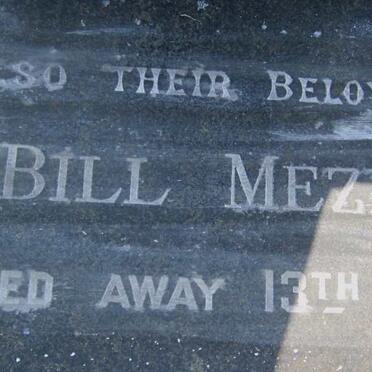 SO THEIR BELO
BILL MEZ
ED AWAY 13TH